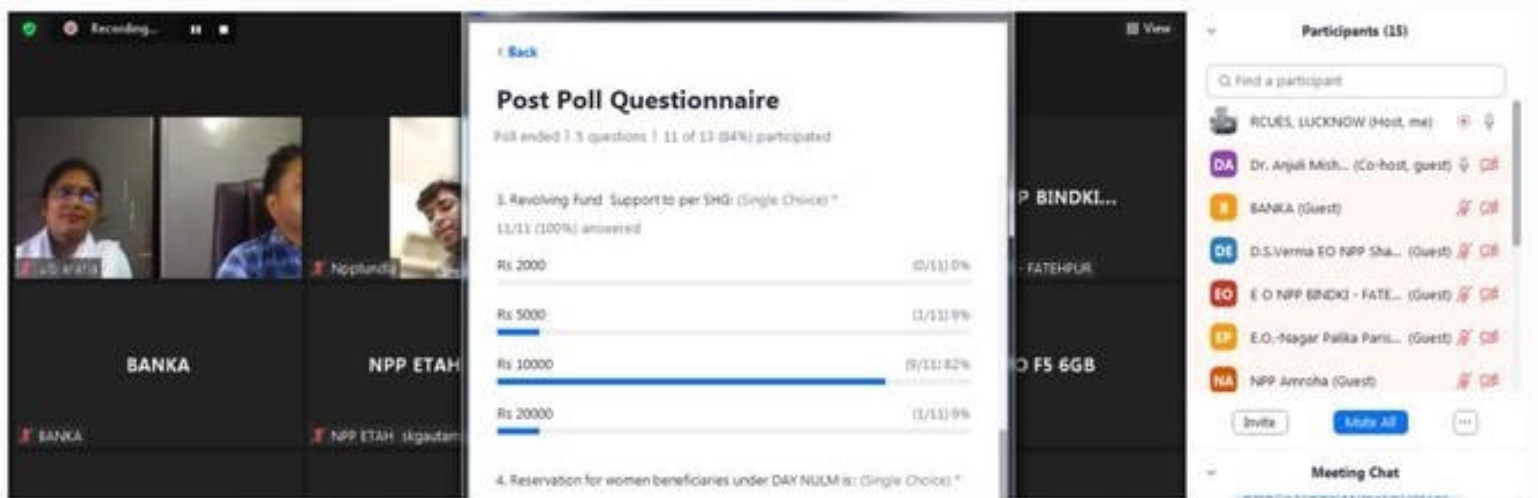 Recording...
View
BANKA
BANKA
Npptundla
NPP ETAH
NPP ETAH skgautam
< Back
Post Poll Questionnaire
Poll ended | 5 questions | 11 of 13 (84%) participated
3. Revolving Fund Support to per SHG: (Single Choice) *
11/11 (100%) answered
Rs 2000 (0/11) 0%
Rs 5000 (1/11) 9%
Rs 10000 (9/11) 82%
Rs 20000 (1/11) 9%
4. Reservation for women beneficiaries under DAY NULM is: (Single Choice) *
P BINDKI...
- FATEHPUR
O F5 6GB
Participants (15)
Find a participant
RCUES, LUCKNOW (Host, me)
DA Dr. Anjuli Mish... (Co-host, guest)
BANKA (Guest)
DE D.S.Verma EO NPP Sha... (Guest)
EO E O NPP BINDKI - FATE... (Guest)
EP E.O.-Nagar Palika Paris... (Guest)
NA NPP Amroha (Guest)
Invite
Mute All
...
Meeting Chat